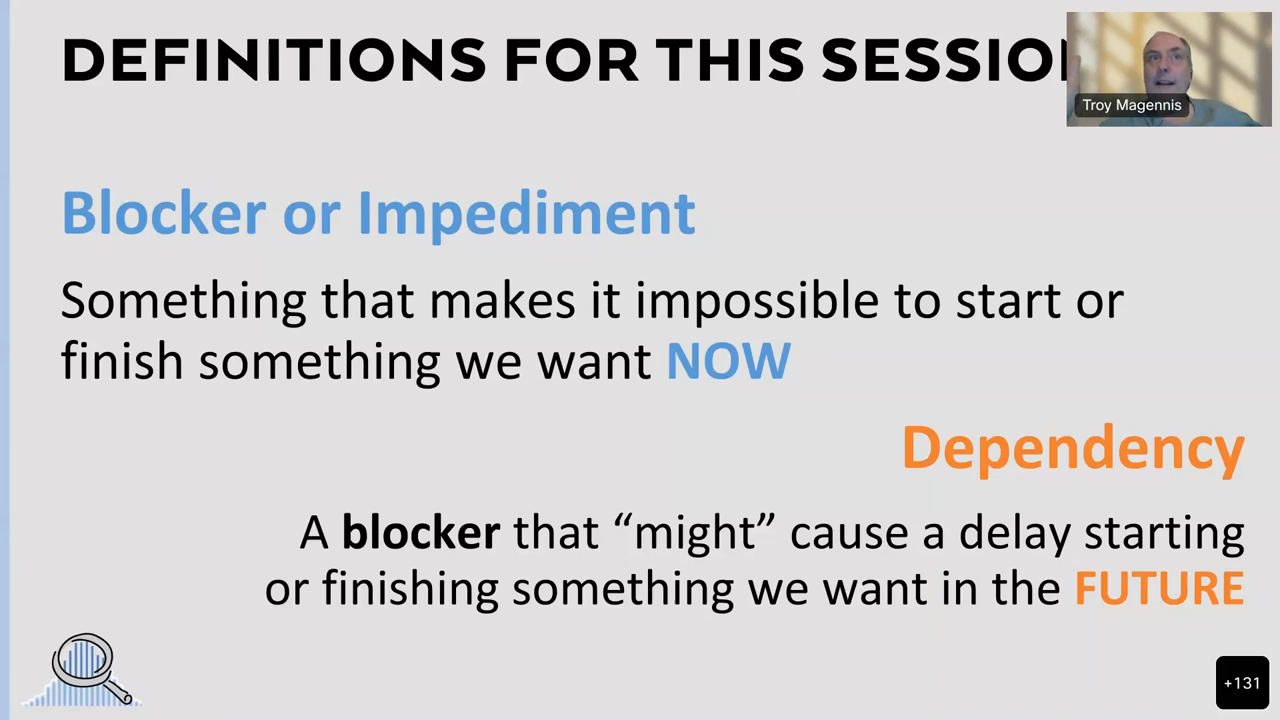 DEFINITIONS FOR THIS SESSION
Troy Magennis
Blocker or Impediment
Something that makes it impossible to start or
finish something we want NOW
Dependency
A blocker that “might” cause a delay starting
or finishing something we want in the FUTURE
+131